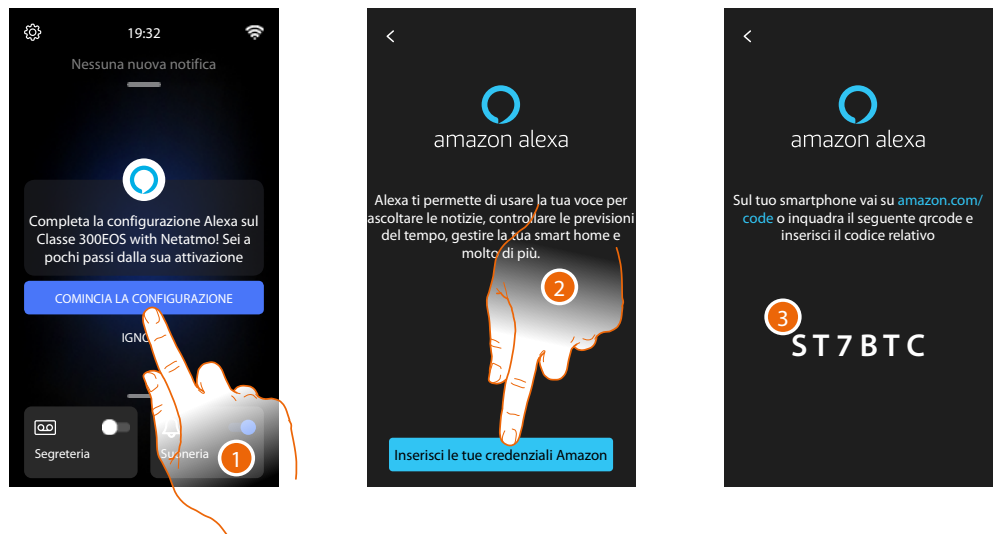 19:32
Nessuna nuova notifica
Completa la configurazione Alexa sul
Classe 300EOS with Netatmo! Sei a
pochi passi dalla sua attivazione
COMINCIA LA CONFIGURAZIONE
Segreteria
Suoneria
1
amazon alexa
Alexa ti permette di usare la tua voce per
ascoltare le notizie, controllare le previsioni
del tempo, gestire la tua smart home e
molto di più.
2
Inserisci le tue credenziali Amazon
amazon alexa
Sul tuo smartphone vai su amazon.com/
code o inquadra il seguente qrcode e
inserisci il codice relativo
3
ST7BTC